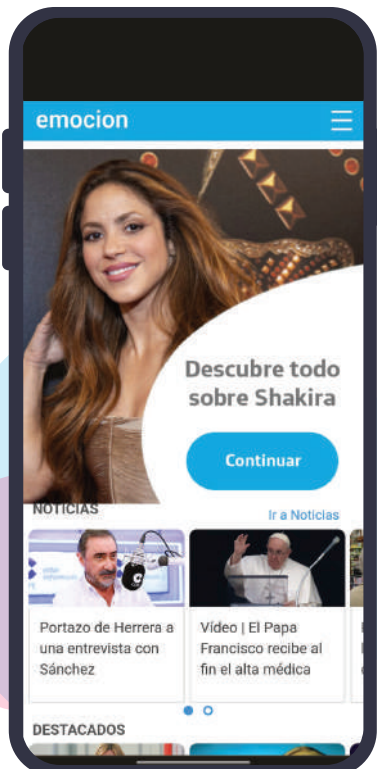 emocion
Descubre todo
sobre Shakira
Continuar
NOTICIAS
Ir a Noticias
Portazo de Herrera a
una entrevista con
Sánchez
Vídeo | El Papa
Francisco recibe al
fin el alta médica
DESTACADOS